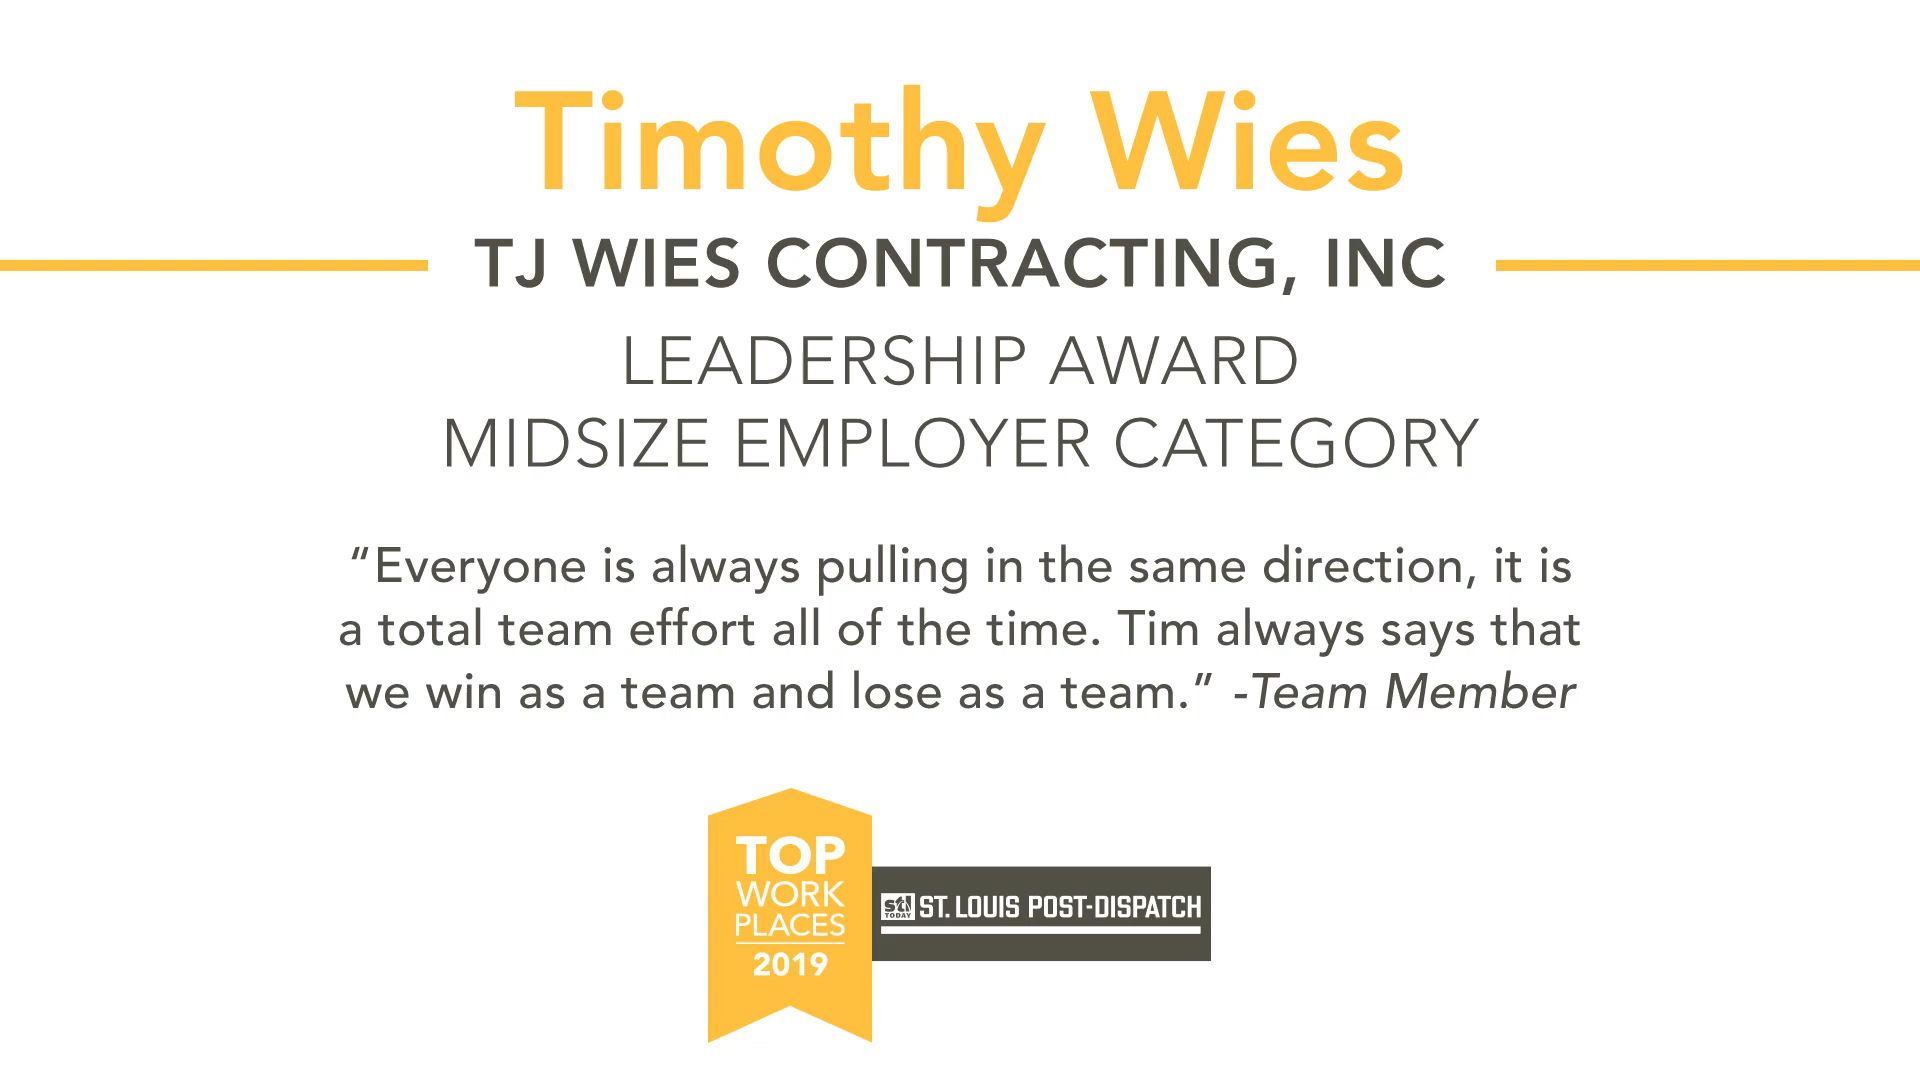 Timothy Wies
TJ WIES CONTRACTING, INC
LEADERSHIP AWARD
MIDSIZE EMPLOYER CATEGORY
“Everyone is always pulling in the same direction, it is
a total team effort all of the time. Tim always says that
we win as a team and lose as a team.” -Team Member
TOP
WORK
PLACES
2019
stl
TODAY
ST. LOUIS POST-DISPATCH